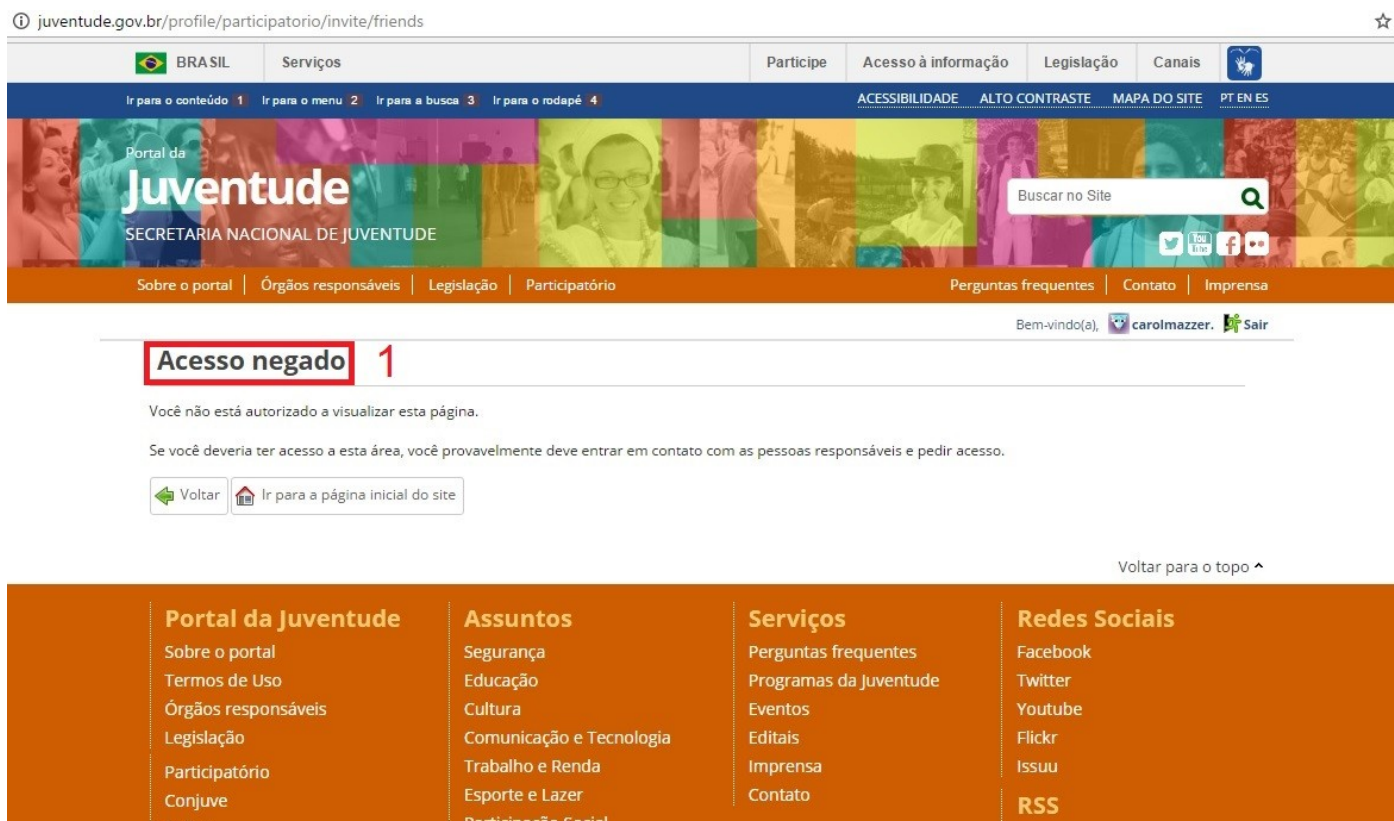 juventude.gov.br/profile/participatorio/invite/friends
BRASIL Serviços Participe Acesso à informação Legislação Canais
Ir para o conteúdo 1 Ir para o menu 2 Ir para a busca 3 Ir para o rodapé 4 ACESSIBILIDADE ALTO CONTRASTE MAPA DO SITE PT EN ES
Portal da
Juventude
SECRETARIA NACIONAL DE JUVENTUDE
Buscar no Site
You Tube f
Sobre o portal Órgãos responsáveis Legislação Participatório Perguntas frequentes Contato Imprensa
Bem-vindo(a), carolmazzer. Sair
Acesso negado 1
Você não está autorizado a visualizar esta página.
Se você deveria ter acesso a esta área, você provavelmente deve entrar em contato com as pessoas responsáveis e pedir acesso.
Voltar Ir para a página inicial do site
Voltar para o topo
Portal da Juventude Assuntos Serviços Redes Sociais
Sobre o portal Segurança Perguntas frequentes Facebook
Termos de Uso Educação Programas da Juventude Twitter
Órgãos responsáveis Cultura Eventos Youtube
Legislação Comunicação e Tecnologia Editais Flickr
Participatório Trabalho e Renda Imprensa Issuu
Conjuve Esporte e Lazer Contato RSS
Participação Social